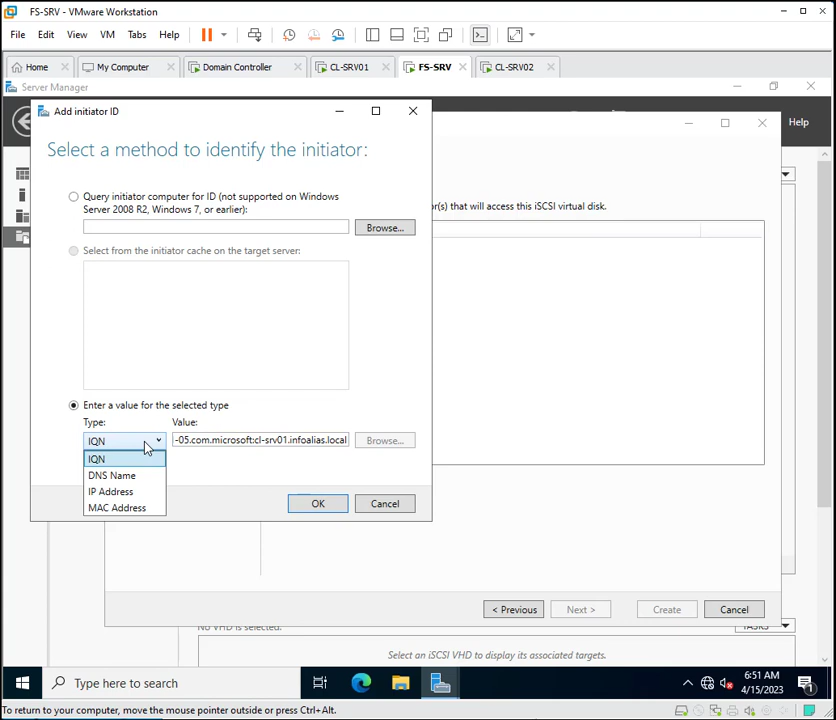 FS-SRV - VMware Workstation
File Edit View VM Tabs Help
Home My Computer Domain Controller CL-SRV01 FS-SRV CL-SRV02
Server Manager
Add initiator ID
Help
Select a method to identify the initiator:
Query initiator computer for ID (not supported on Windows
Server 2008 R2, Windows 7, or earlier):
r(s) that will access this iSCSI virtual disk.
Browse...
Select from the initiator cache on the target server:
Enter a value for the selected type
Type: Value:
IQN -05.com.microsoft:cl-srv01.infoalias.local Browse...
IQN
DNS Name
IP Address
MAC Address
OK Cancel
< Previous Next > Create Cancel
No VHD is selected. TASKS
Select an iSCSI VHD to display its associated targets.
Type here to search
6:51 AM
4/15/2023
1
To return to your computer, move the mouse pointer outside or press Ctrl+Alt.